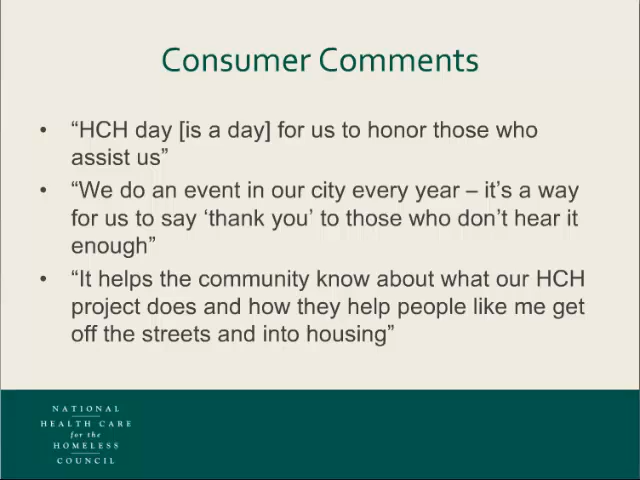 Consumer Comments
• “HCH day [is a day] for us to honor those who
assist us”
• “We do an event in our city every year – it’s a way
for us to say ‘thank you’ to those who don’t hear it
enough”
• “It helps the community know about what our HCH
project does and how they help people like me get
off the streets and into housing”
NATIONAL
HEALTH CARE
for the
HOMELESS
COUNCIL